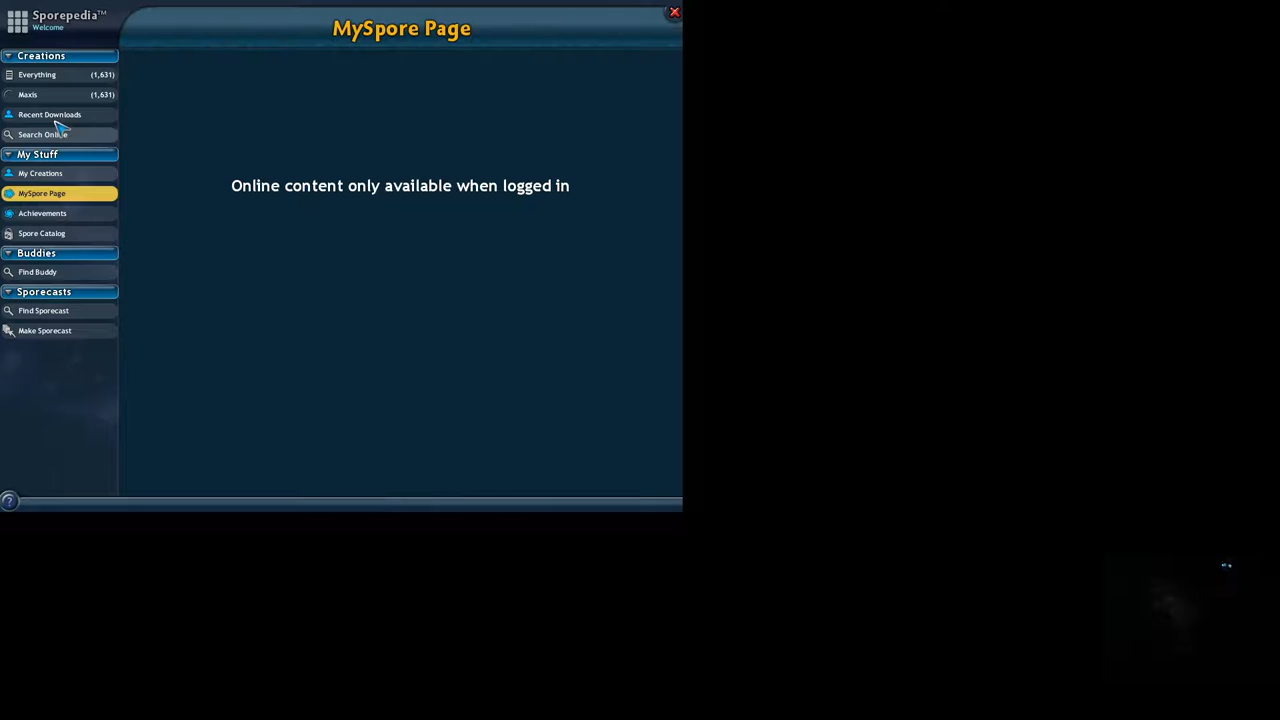 Sporepedia™
Welcome
MySpore Page
Creations
Everything (1,631)
Maxis (1,631)
Recent Downloads
Search Online
My Stuff
My Creations
MySpore Page
Achievements
Spore Catalog
Buddies
Find Buddy
Sporecasts
Find Sporecast
Make Sporecast
Online content only available when logged in
?